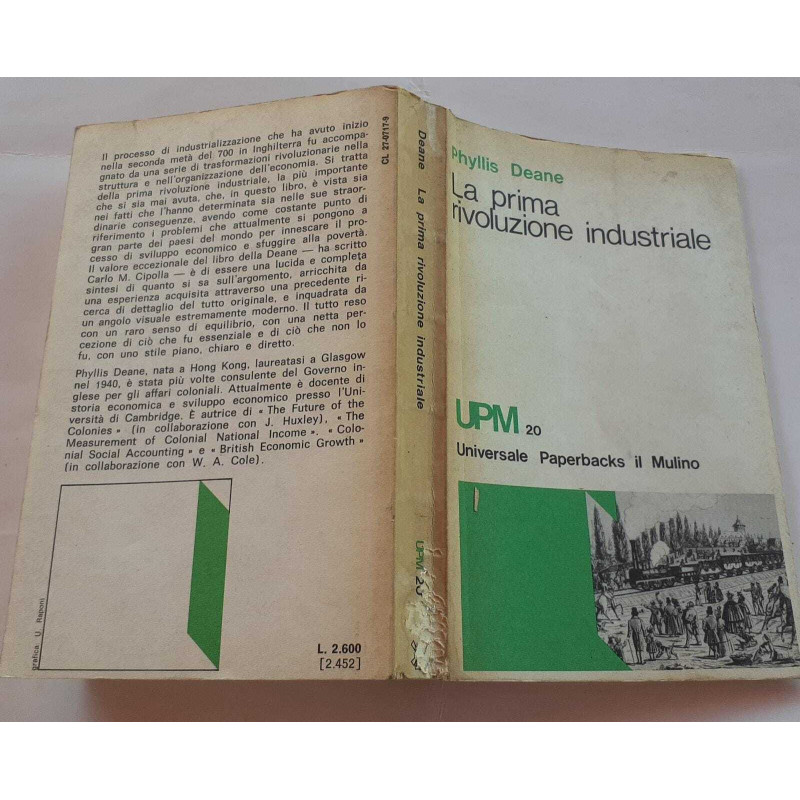 Il processo di industrializzazione che ha avuto inizio
nella seconda metà del 700 in Inghilterra fu accompa-
gnato da una serie di trasformazioni rivoluzionarie nella
struttura e nell'organizzazione dell'economia. Si tratta
della prima rivoluzione industriale, la più importante
che si sia mai avuta, che, in questo libro, è vista sia
nei fatti che l'hanno determinata sia nelle sue straor-
dinarie conseguenze, avendo come costante punto di
riferimento i problemi che attualmente si pongono a
gran parte dei paesi del mondo per innescare il pro-
cesso di sviluppo economico e sfuggire alla povertà.
Il valore eccezionale del libro della Deane — ha scritto
Carlo M. Cipolla — è di essere una lucida e completa
sintesi di quanto si sa sull'argomento, arricchita da
una esperienza acquisita attraverso una precedente ri-
cerca di dettaglio del tutto originale, e inquadrata da
un angolo visuale estremamente moderno. Il tutto reso
con un raro senso di equilibrio, con una netta per-
cezione di ciò che fu essenziale e di ciò che non lo
fu, con uno stile piano, chiaro e diretto.
Phyllis Deane, nata a Hong Kong, laureatasi a Glasgow
nel 1940, è stata più volte consulente del Governo in-
glese per gli affari coloniali. Attualmente è docente di
storia economica e sviluppo economico presso l'Uni-
versità di Cambridge. È autrice di « The Future of the
Colonies » (in collaborazione con J. Huxley), « The
Measurement of Colonial National Income », « Colo-
nial Social Accounting » e « British Economic Growth »
(in collaborazione con W. A. Cole).
grafica U. Raponi
L. 2.600
[2.452]
CL 27-0717-9
Deane La prima rivoluzione industriale
UPM 20
Phyllis Deane
La prima
rivoluzione industriale
UPM 20
Universale Paperbacks il Mulino